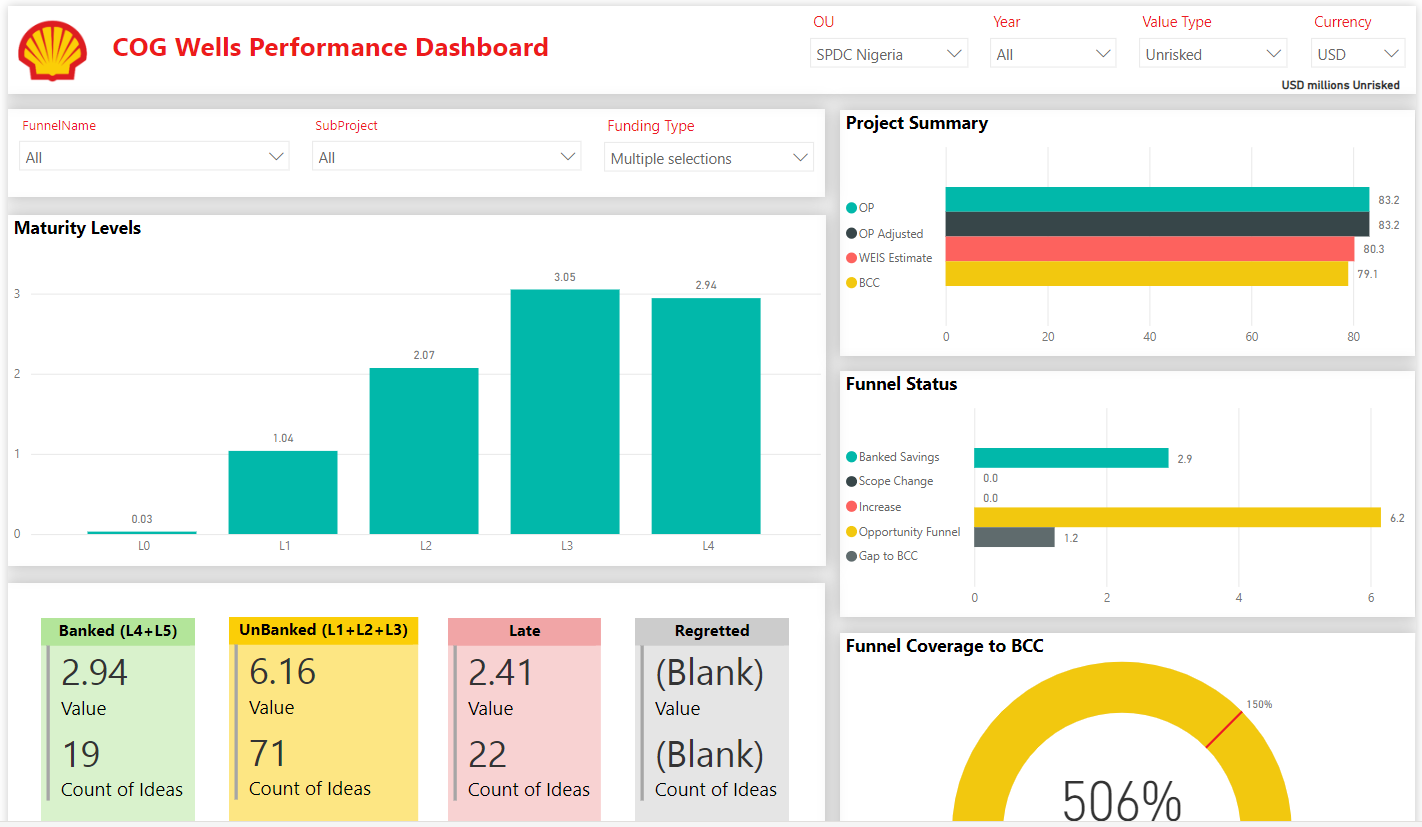 COG Wells Performance Dashboard
OU
Year
Value Type
Currency
SPDC Nigeria
All
Unrisked
USD
USD millions Unrisked
FunnelName
SubProject
Funding Type
All
All
Multiple selections
Maturity Levels
3
2
1
0
0.03
1.04
2.07
3.05
2.94
L0
L1
L2
L3
L4
Banked (L4+L5)
2.94
Value
19
Count of Ideas
UnBanked (L1+L2+L3)
6.16
Value
71
Count of Ideas
Late
2.41
Value
22
Count of Ideas
Regretted
(Blank)
Value
(Blank)
Count of Ideas
Project Summary
OP
OP Adjusted
WEIS Estimate
BCC
83.2
83.2
80.3
79.1
0
20
40
60
80
Funnel Status
Banked Savings
Scope Change
Increase
Opportunity Funnel
Gap to BCC
2.9
0.0
0.0
6.2
1.2
0
2
4
6
Funnel Coverage to BCC
150%
506%